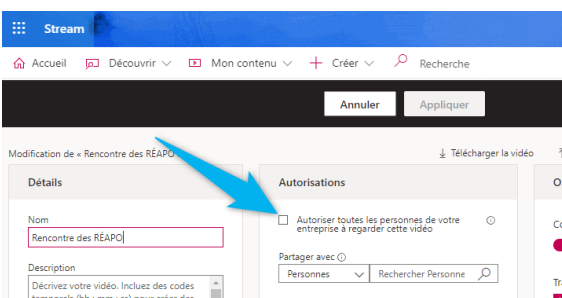 Stream
Accueil Découvrir Mon contenu Créer Recherche
Annuler Appliquer
Modification de « Rencontre des RÉAPO
Télécharger la vidéo
Détails
Autorisations
O
Nom
Rencontre des RÉAPO
Autoriser toutes les personnes de votre
entreprise à regarder cette vidéo
Co
Partager avec
Personnes
Rechercher Personne
Description
Décrivez votre vidéo. Incluez des codes
Tra